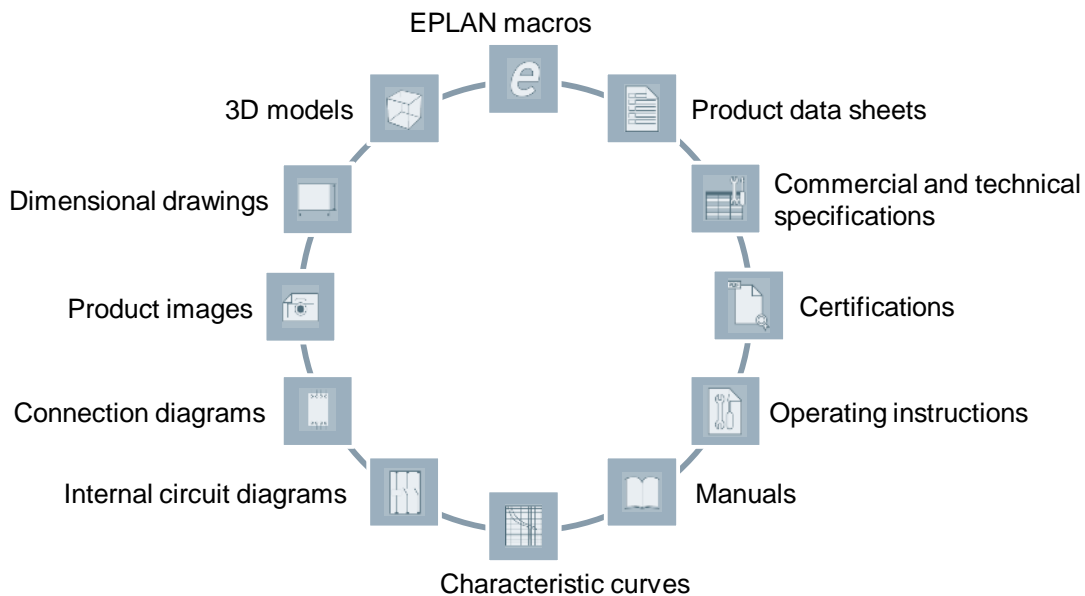 EPLAN macros
3D models
Product data sheets
Dimensional drawings
Commercial and technical
specifications
Product images
Certifications
Connection diagrams
Operating instructions
Internal circuit diagrams
Manuals
Characteristic curves
e